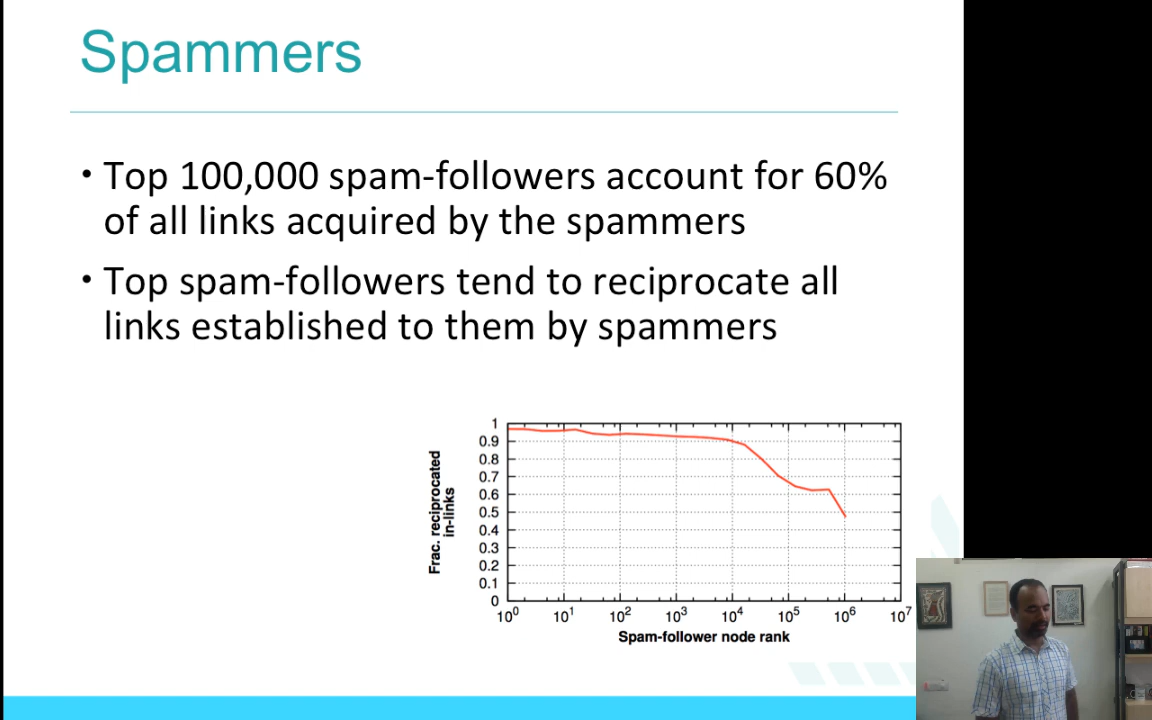 Spammers
• Top 100,000 spam-followers account for 60%
of all links acquired by the spammers
• Top spam-followers tend to reciprocate all
links established to them by spammers
Frac. reciprocated
in-links
1
0.9
0.8
0.7
0.6
0.5
0.4
0.3
0.2
0.1
0
10⁰ 10¹ 10² 10³ 10⁴ 10⁵ 10⁶ 10⁷
Spam-follower node rank